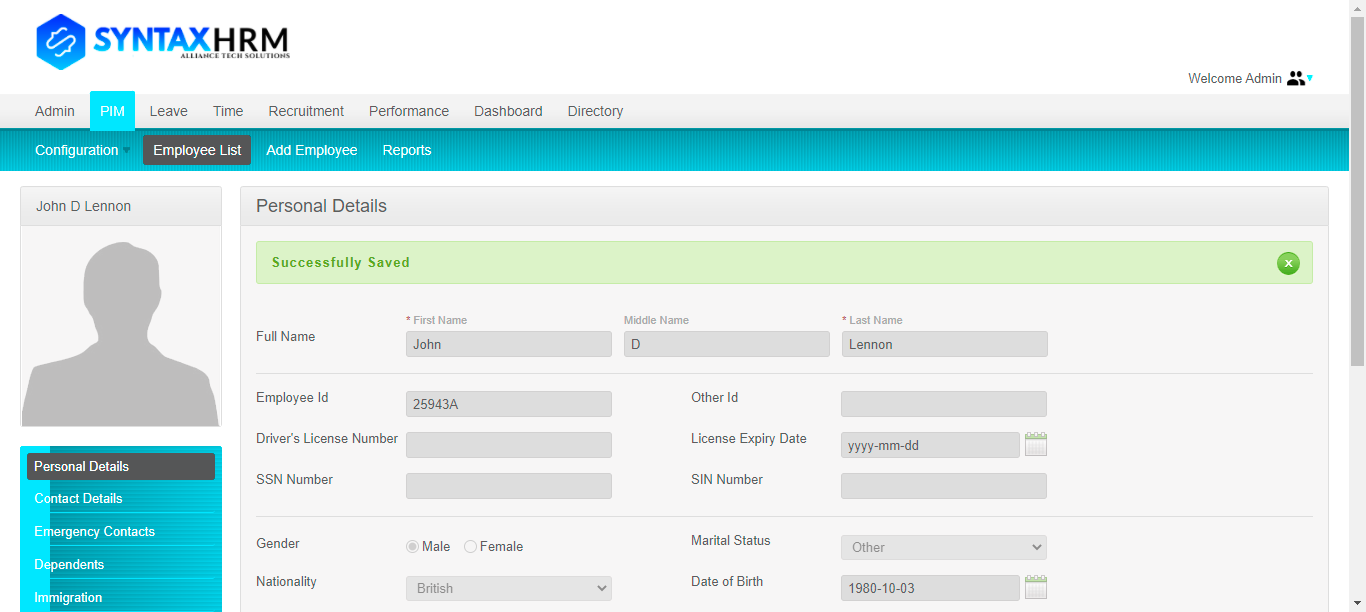 SYNTAXHRM
ALLIANCE TECH SOLUTIONS
Welcome Admin
Admin PIM Leave Time Recruitment Performance Dashboard Directory
Configuration Employee List Add Employee Reports
John D Lennon
Personal Details
Successfully Saved x
* First Name Middle Name * Last Name
Full Name John D Lennon
Employee Id 25943A Other Id
Driver's License Number License Expiry Date yyyy-mm-dd
SSN Number SIN Number
Gender Male Female Marital Status Other
Nationality British Date of Birth 1980-10-03
Personal Details
Contact Details
Emergency Contacts
Dependents
Immigration